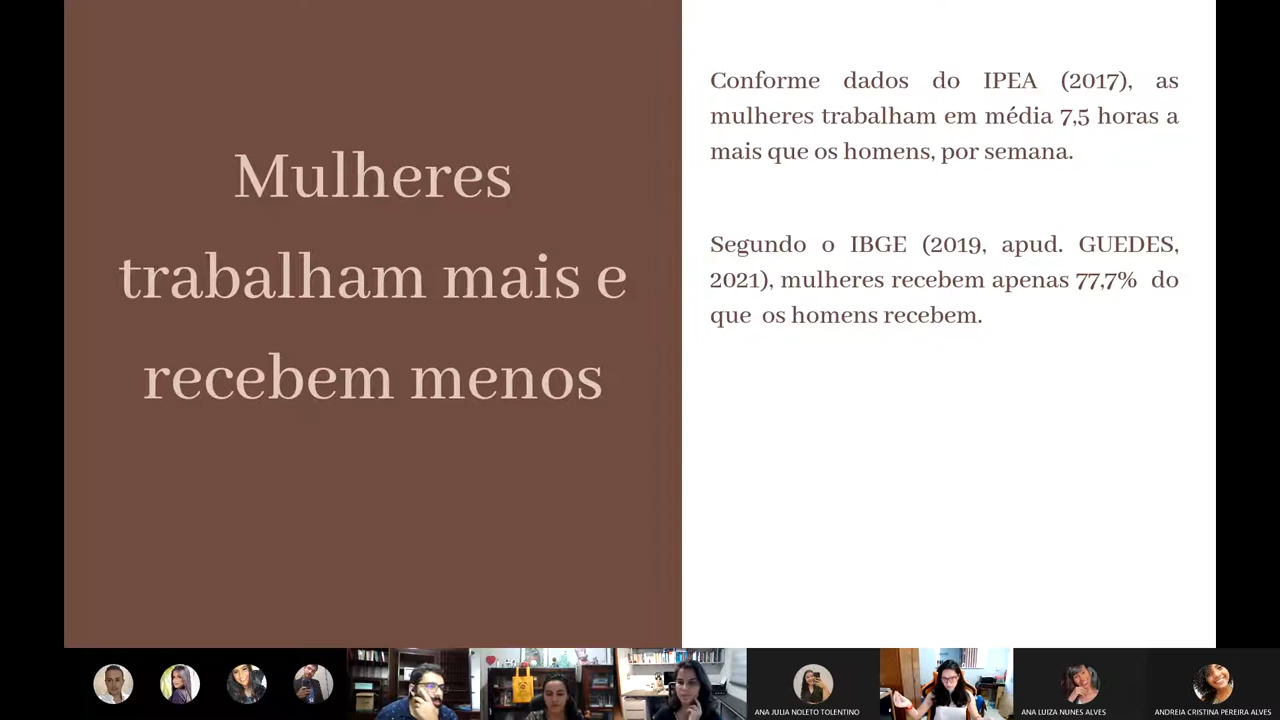 Mulheres
trabalham mais e
recebem menos
Conforme dados do IPEA (2017), as
mulheres trabalham em média 7,5 horas a
mais que os homens, por semana.
Segundo o IBGE (2019, apud. GUEDES,
2021), mulheres recebem apenas 77,7% do
que os homens recebem.
ANA JULIA NOLETO TOLENTINO
ANA LUIZA NUNES ALVES
ANDREIA CRISTINA PEREIRA ALVES